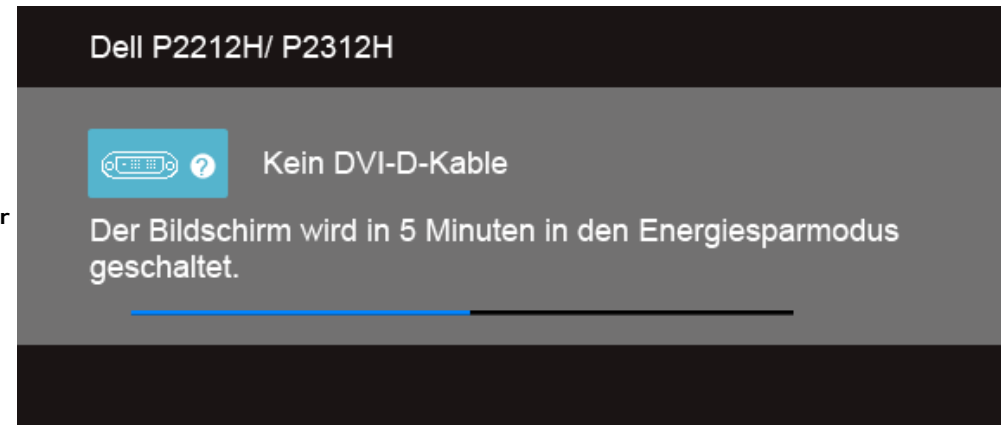 Dell P2212H/ P2312H
Kein DVI-D-Kable
r
Der Bildschirm wird in 5 Minuten in den Energiesparmodus
geschaltet.